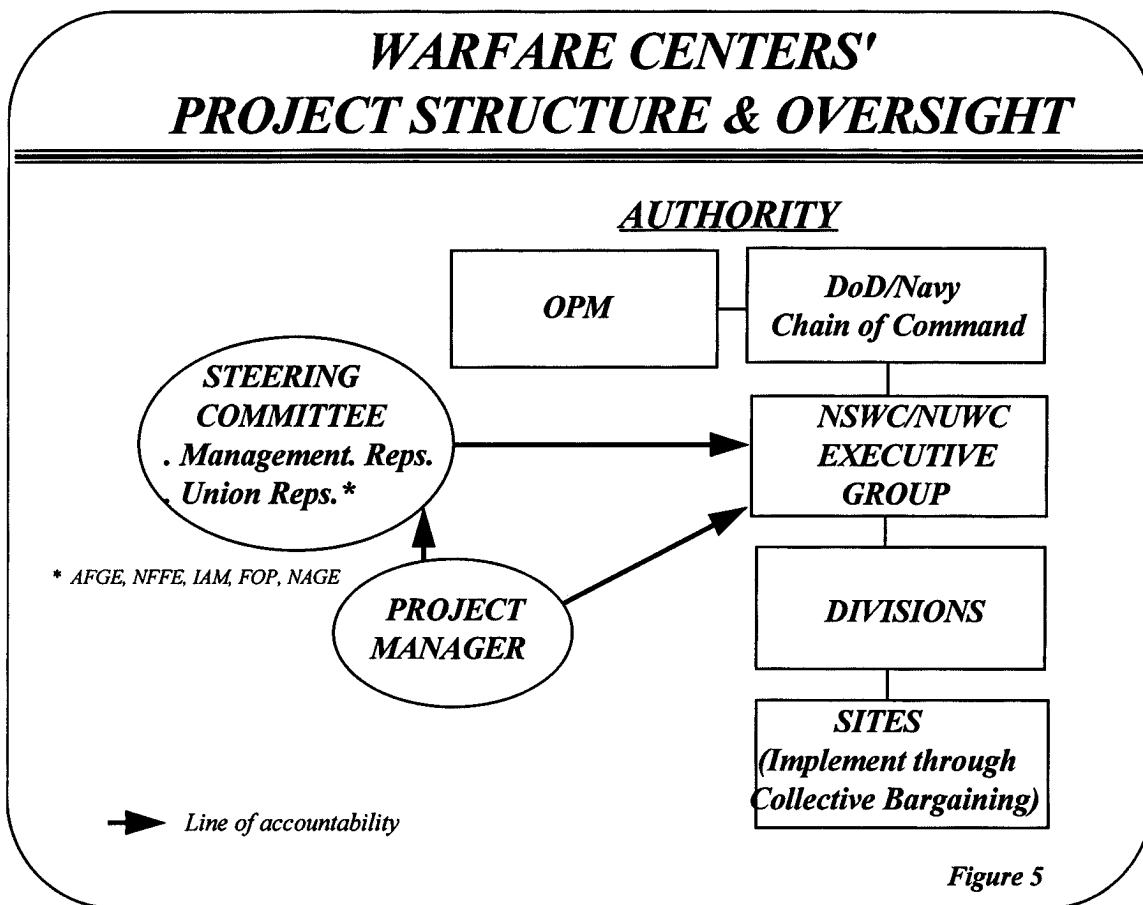 WARFARE CENTERS'
PROJECT STRUCTURE & OVERSIGHT
AUTHORITY
OPM
DoD/Navy
Chain of Command
STEERING
COMMITTEE
. Management. Reps.
. Union Reps.*
NSWC/NUWC
EXECUTIVE
GROUP
* AFGE, NFFE, IAM, FOP, NAGE
PROJECT
MANAGER
DIVISIONS
SITES
(Implement through
Collective Bargaining)
Line of accountability
Figure 5